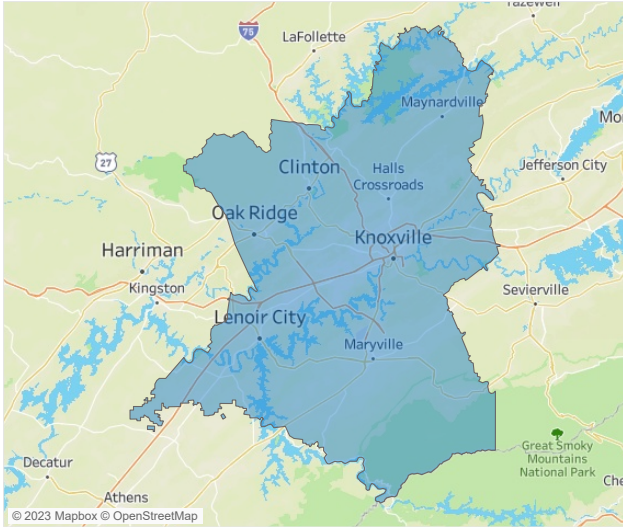 Tazewell
75
LaFollette
Maynardville
Mo
27
Clinton
Halls
Crossroads
Jefferson City
Oak Ridge
Knoxville
Harriman
Kingston
Sevierville
Lenoir City
Maryville
Great Smoky
Mountains
National Park
Decatur
Che
Athens
© 2023 Mapbox © OpenStreetMap